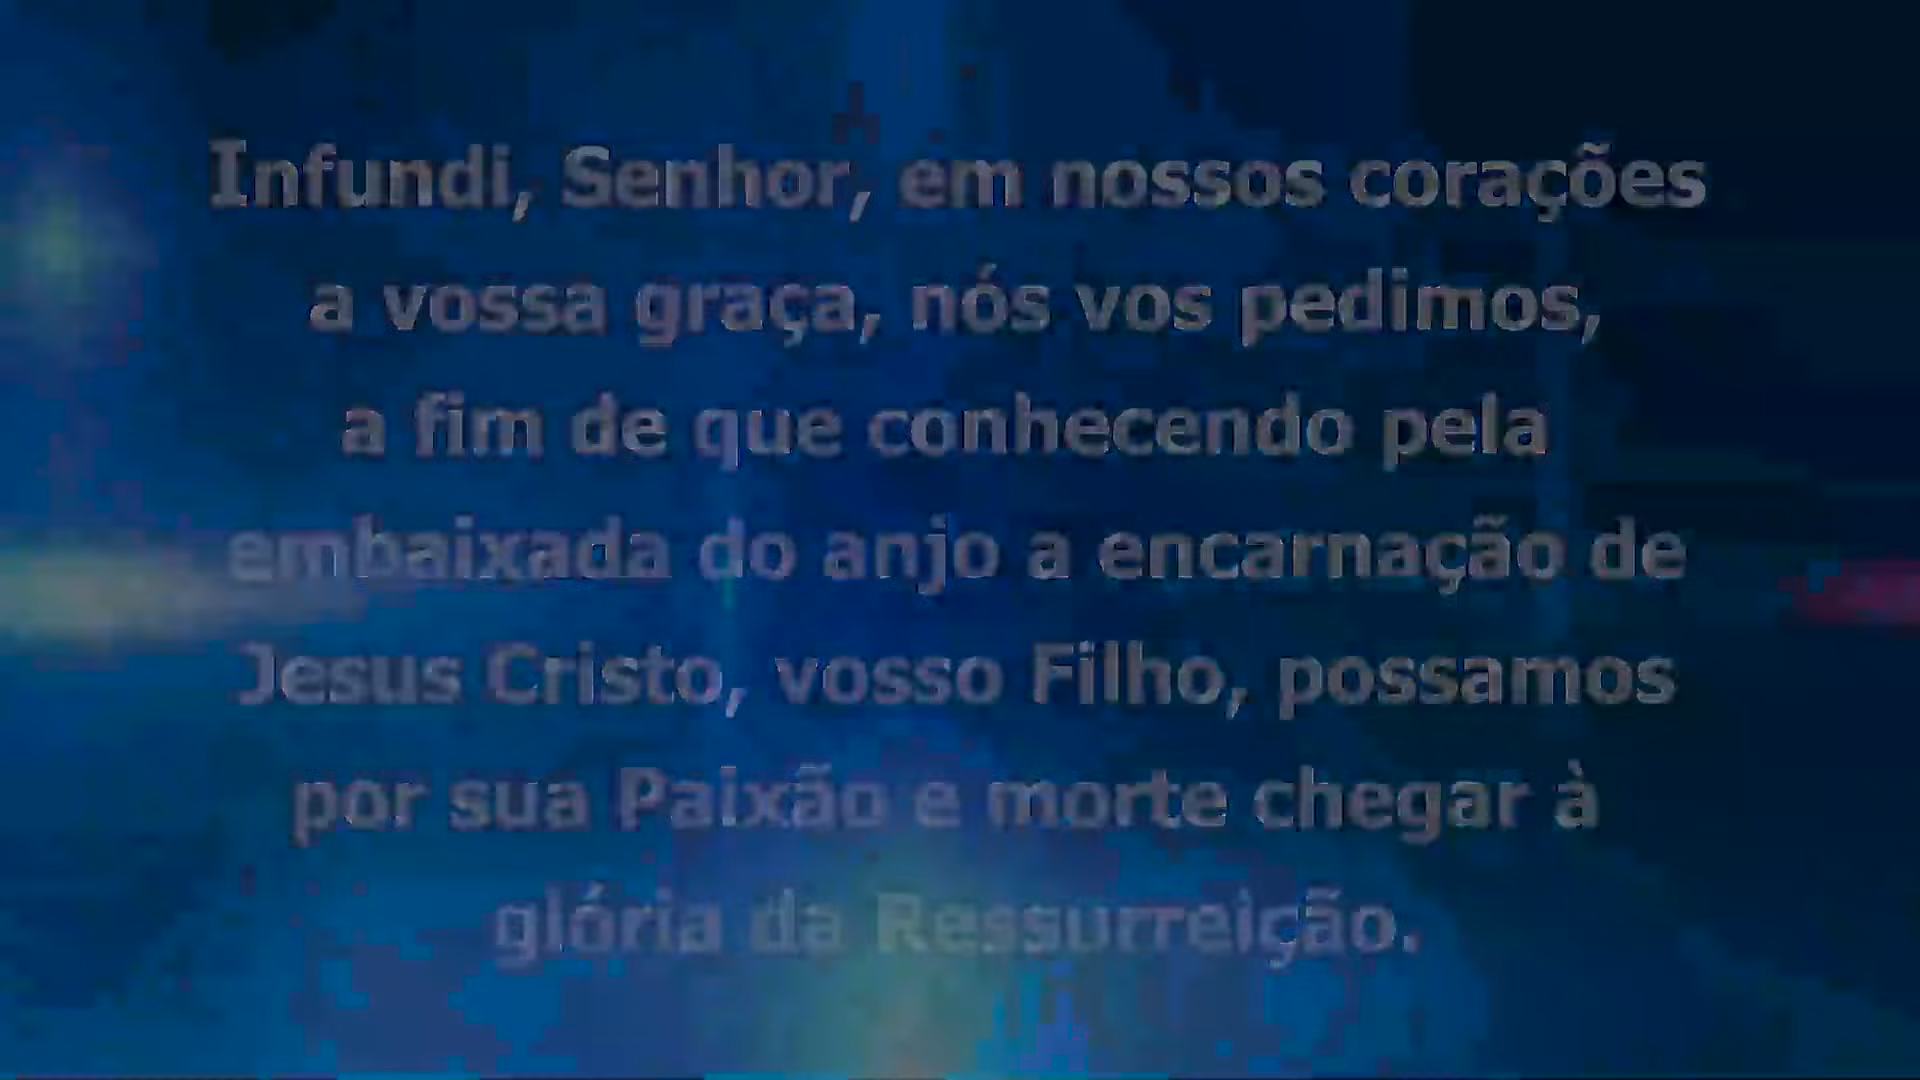 Infundi, Senhor, em nossos corações
a vossa graça, nós vos pedimos,
a fim de que conhecendo pela
embaixada do anjo a encarnação de
Jesus Cristo, vosso Filho, possamos
por sua Paixão e morte chegar à
glória da Ressurreição.